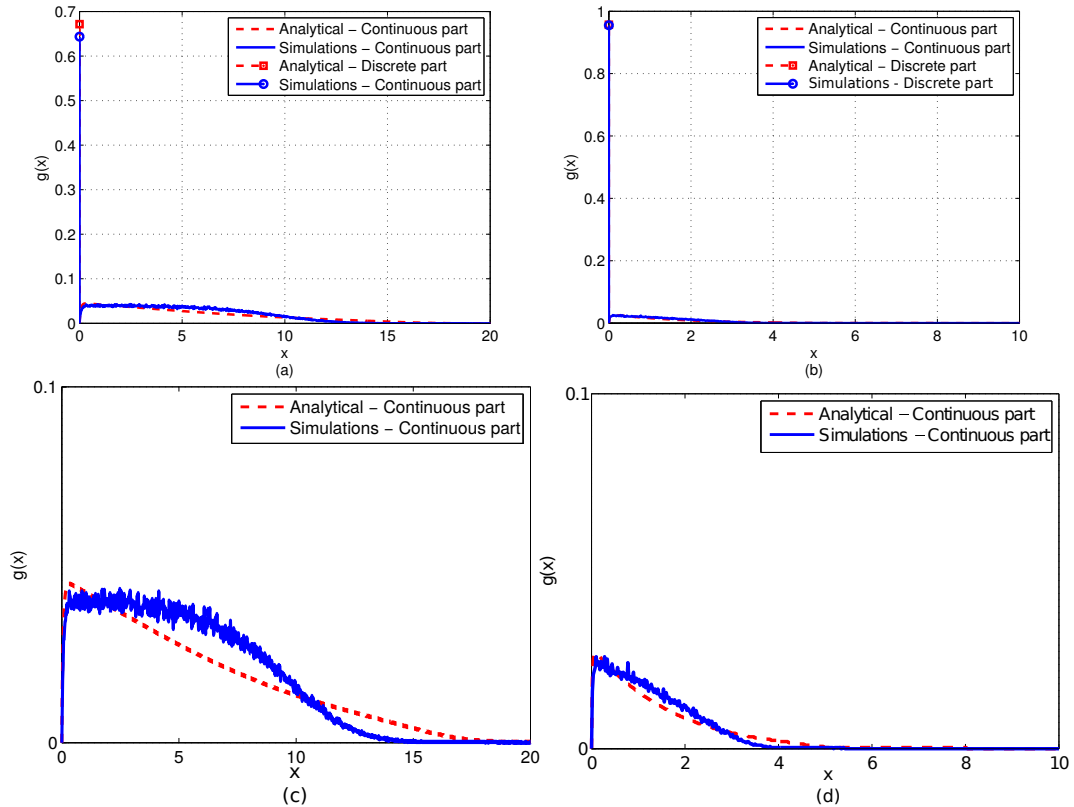 0.7
0.6
0.5
0.4
0.3
0.2
0.1
0
g(x)
Analytical – Continuous part
Simulations – Continuous part
Analytical – Discrete part
Simulations – Continuous part
0
5
10
15
20
x
(a)
1
0.8
0.6
0.4
0.2
0
g(x)
Analytical – Continuous part
Simulations – Continuous part
Analytical – Discrete part
Simulations - Discrete part
0
2
4
6
8
10
x
(b)
0.1
0
g(x)
Analytical – Continuous part
Simulations – Continuous part
0
5
10
15
20
x
(c)
0.1
0
g(x)
Analytical – Continuous part
Simulations – Continuous part
0
2
4
6
8
10
x
(d)